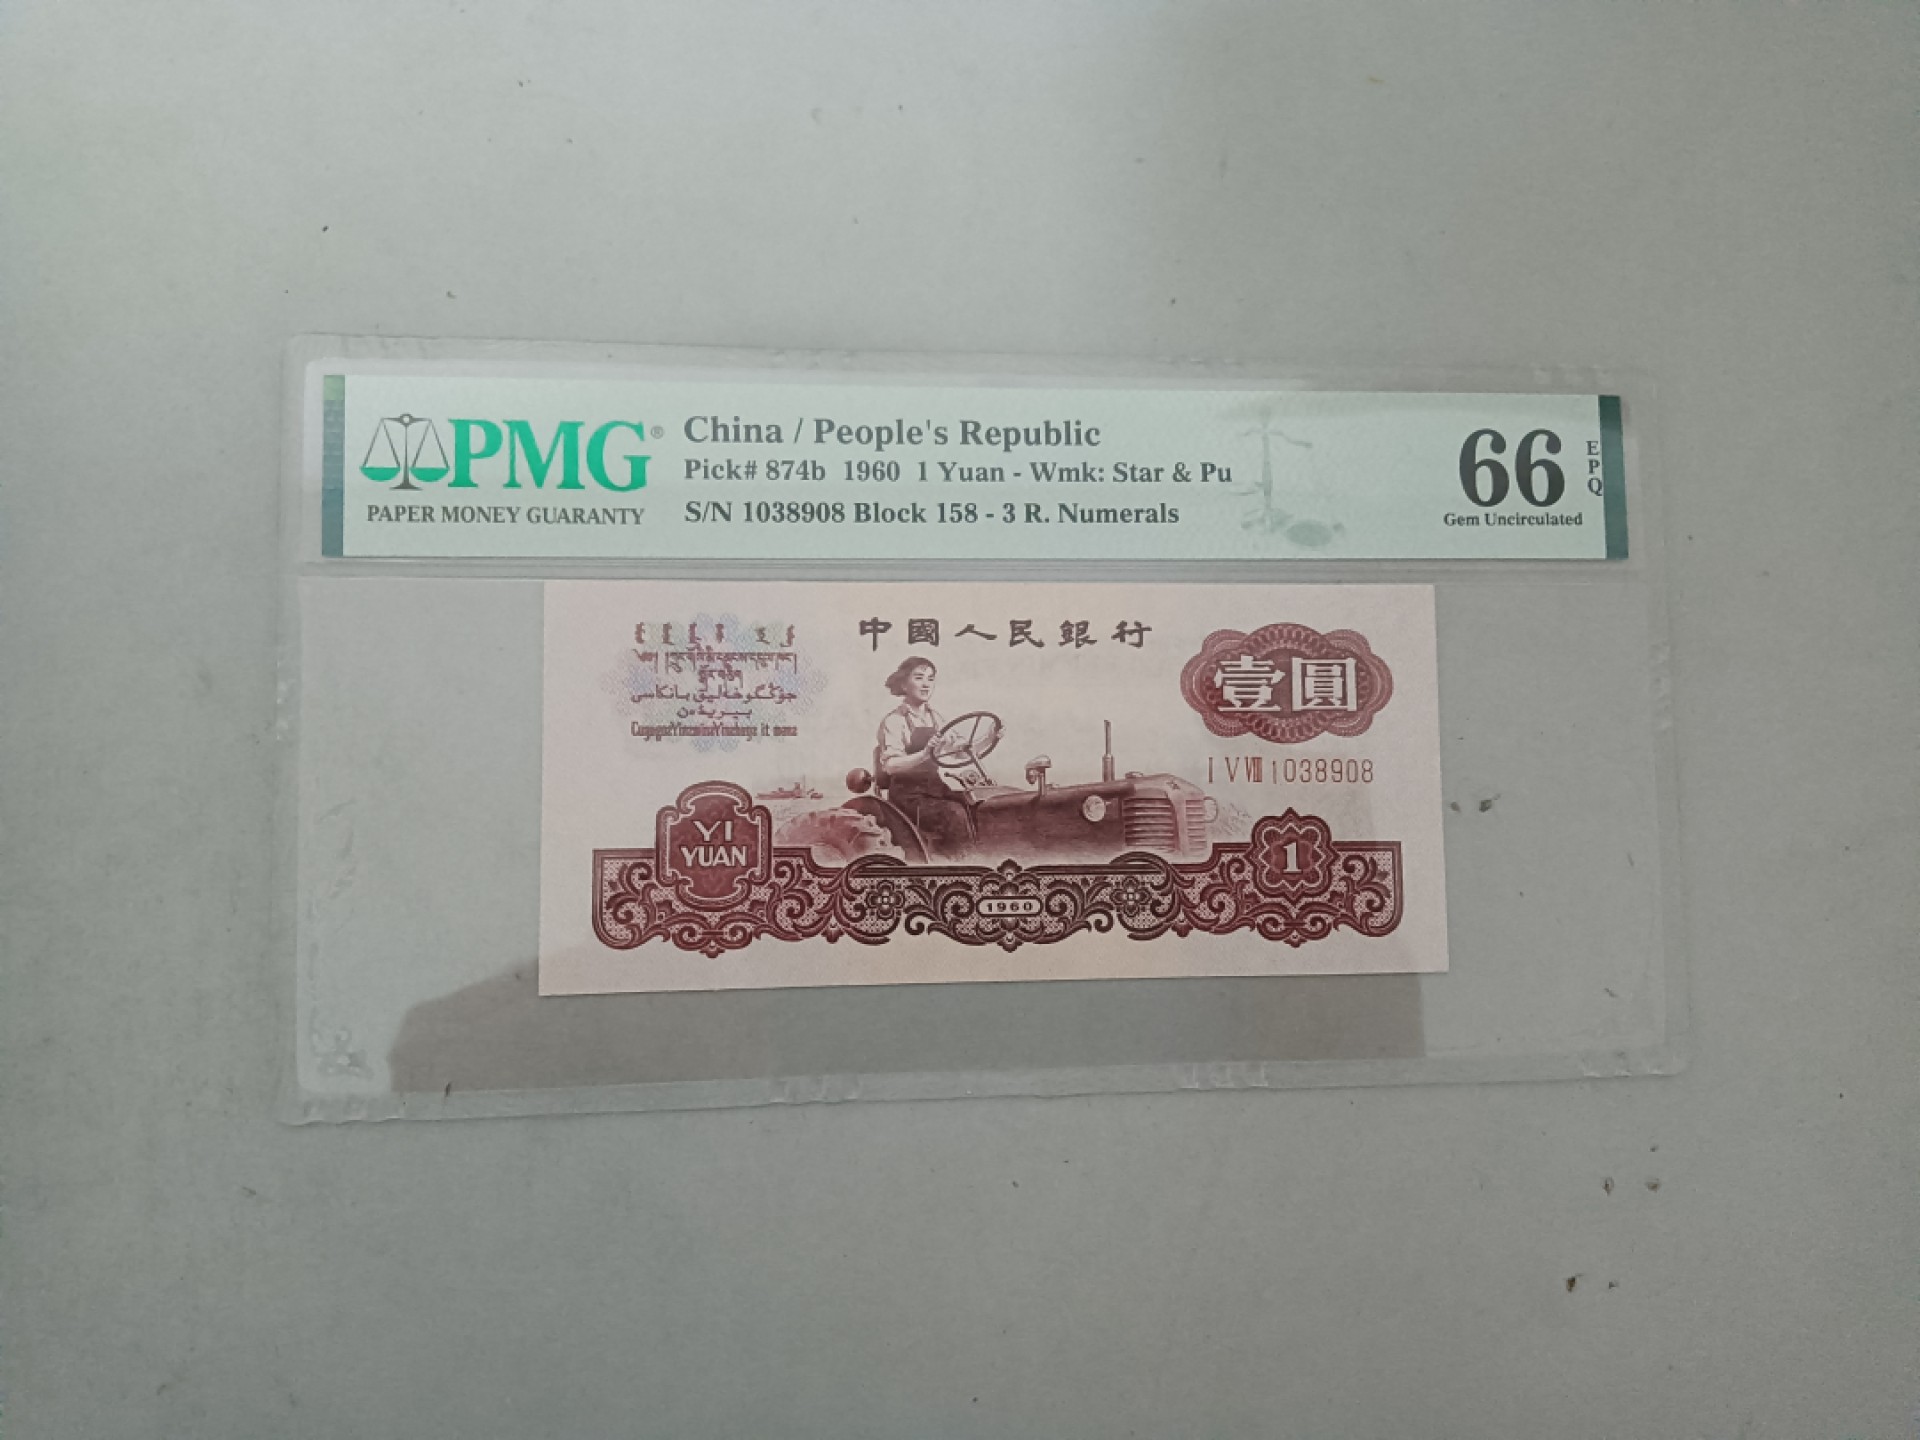 PMG®
PAPER MONEY GUARANTY
China / People's Republic
Pick# 874b 1960 1 Yuan - Wmk: Star & Pu
S/N 1038908 Block 158 - 3 R. Numerals
66
EPQ
Gem Uncirculated
中國人民銀行
壹圓
I V VIII 1038908
YI
YUAN
1
1960